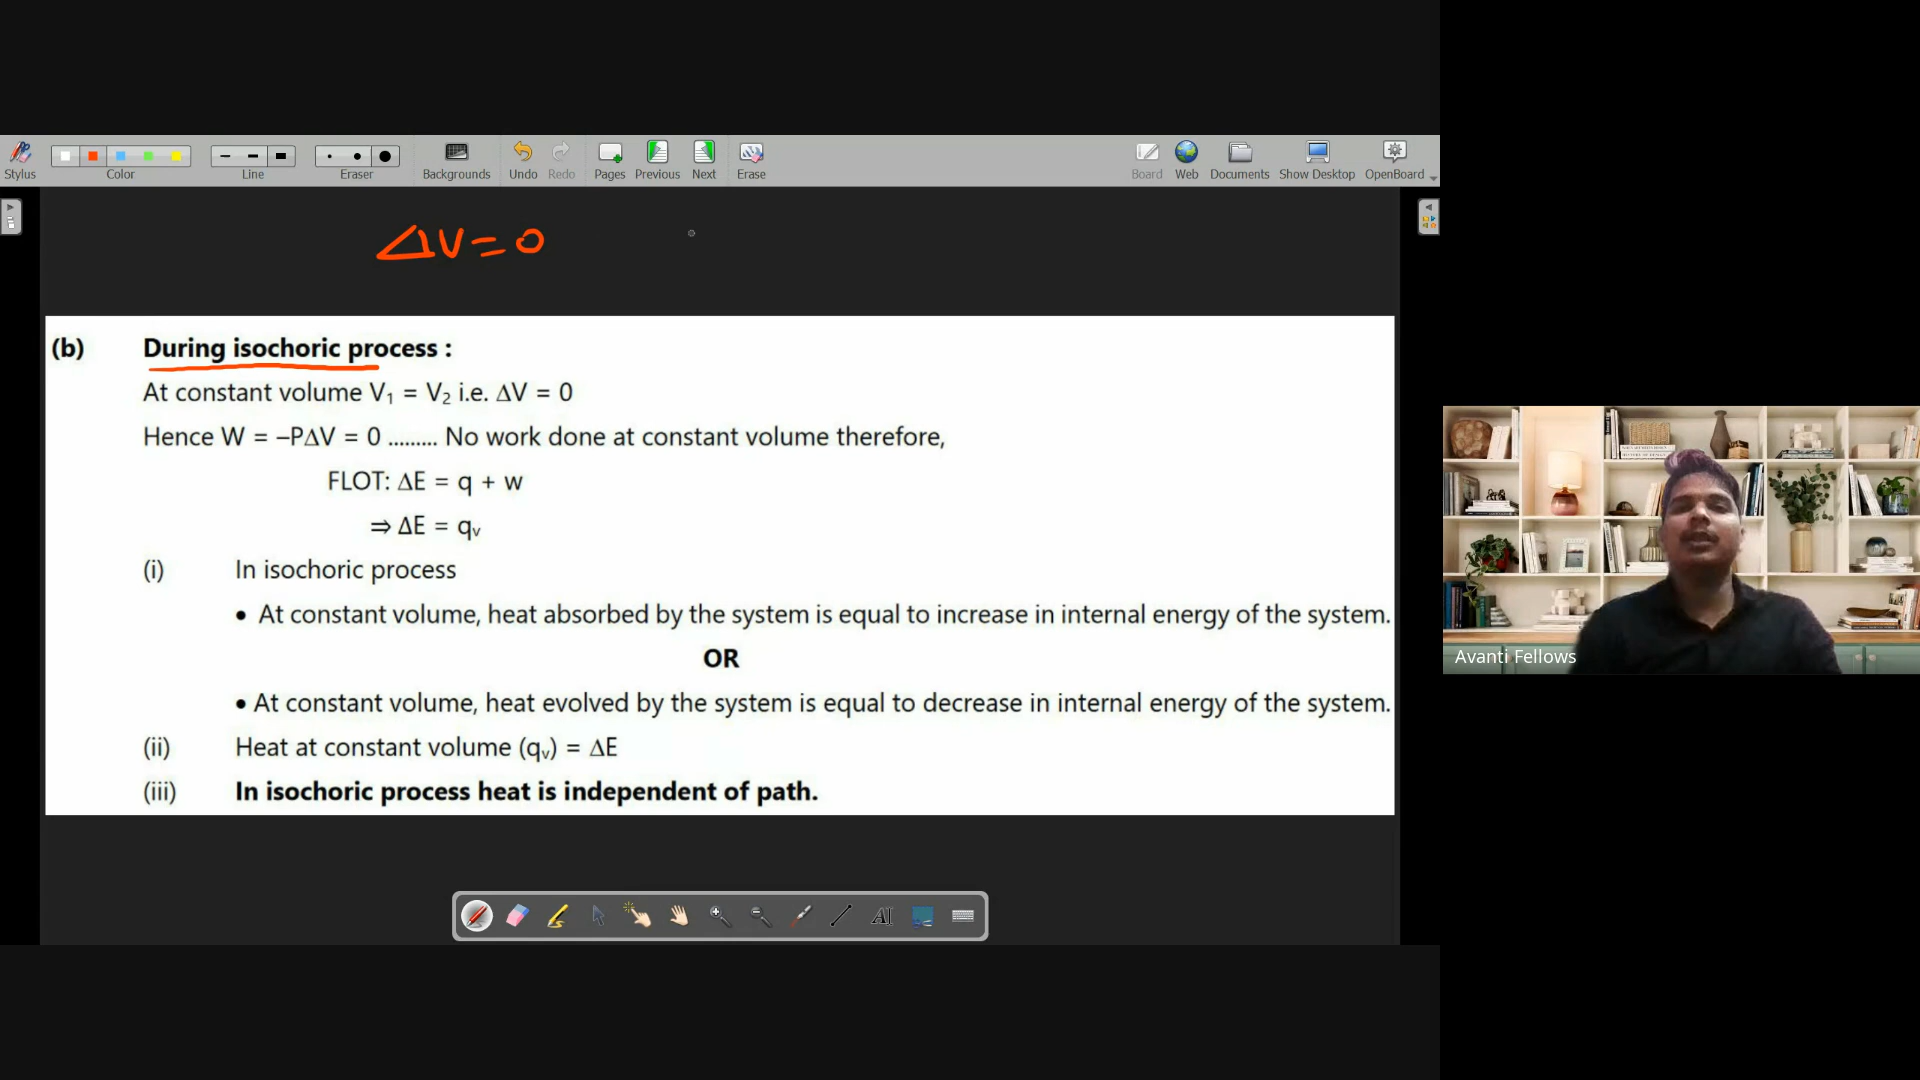 Stylus
Color
Line
Eraser
Backgrounds
Undo
Redo
Pages
Previous
Next
Erase
Board
Web
Documents
Show Desktop
OpenBoard
ΔV=0
(b) During isochoric process :
At constant volume V₁ = V₂ i.e. ΔV = 0
Hence W = –PΔV = 0 ......... No work done at constant volume therefore,
FLOT: ΔE = q + w
⇒ ΔE = qᵥ
(i) In isochoric process
• At constant volume, heat absorbed by the system is equal to increase in internal energy of the system.
OR
• At constant volume, heat evolved by the system is equal to decrease in internal energy of the system.
(ii) Heat at constant volume (qᵥ) = ΔE
(iii) In isochoric process heat is independent of path.
Avanti Fellows